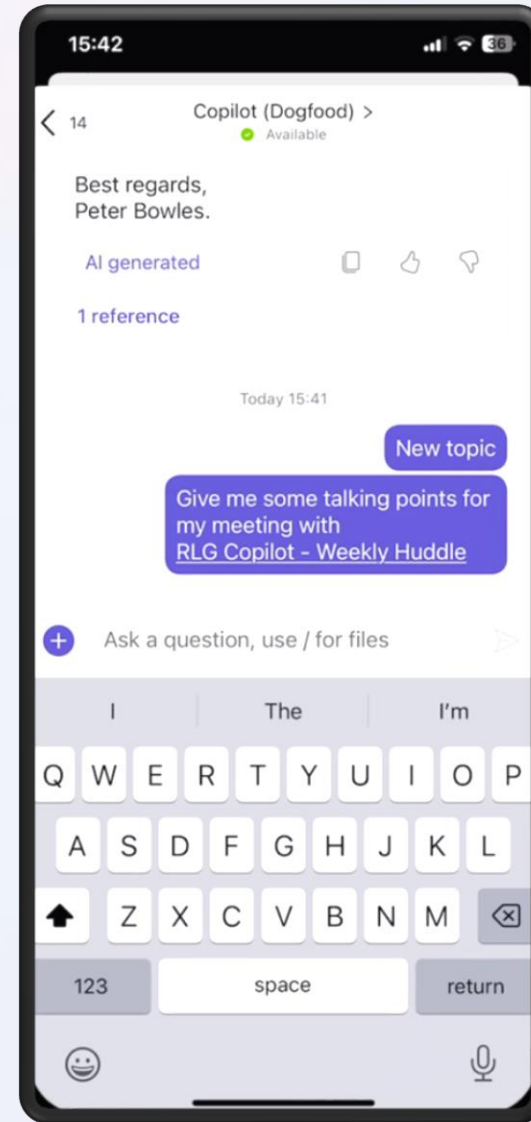 15:42
36
14
Copilot (Dogfood) >
Available
Best regards,
Peter Bowles.
AI generated
1 reference
Today 15:41
New topic
Give me some talking points for
my meeting with
RLG Copilot - Weekly Huddle
Ask a question, use / for files
I The I'm
Q W E R T Y U I O P
A S D F G H J K L
Z X C V B N M
123 space return